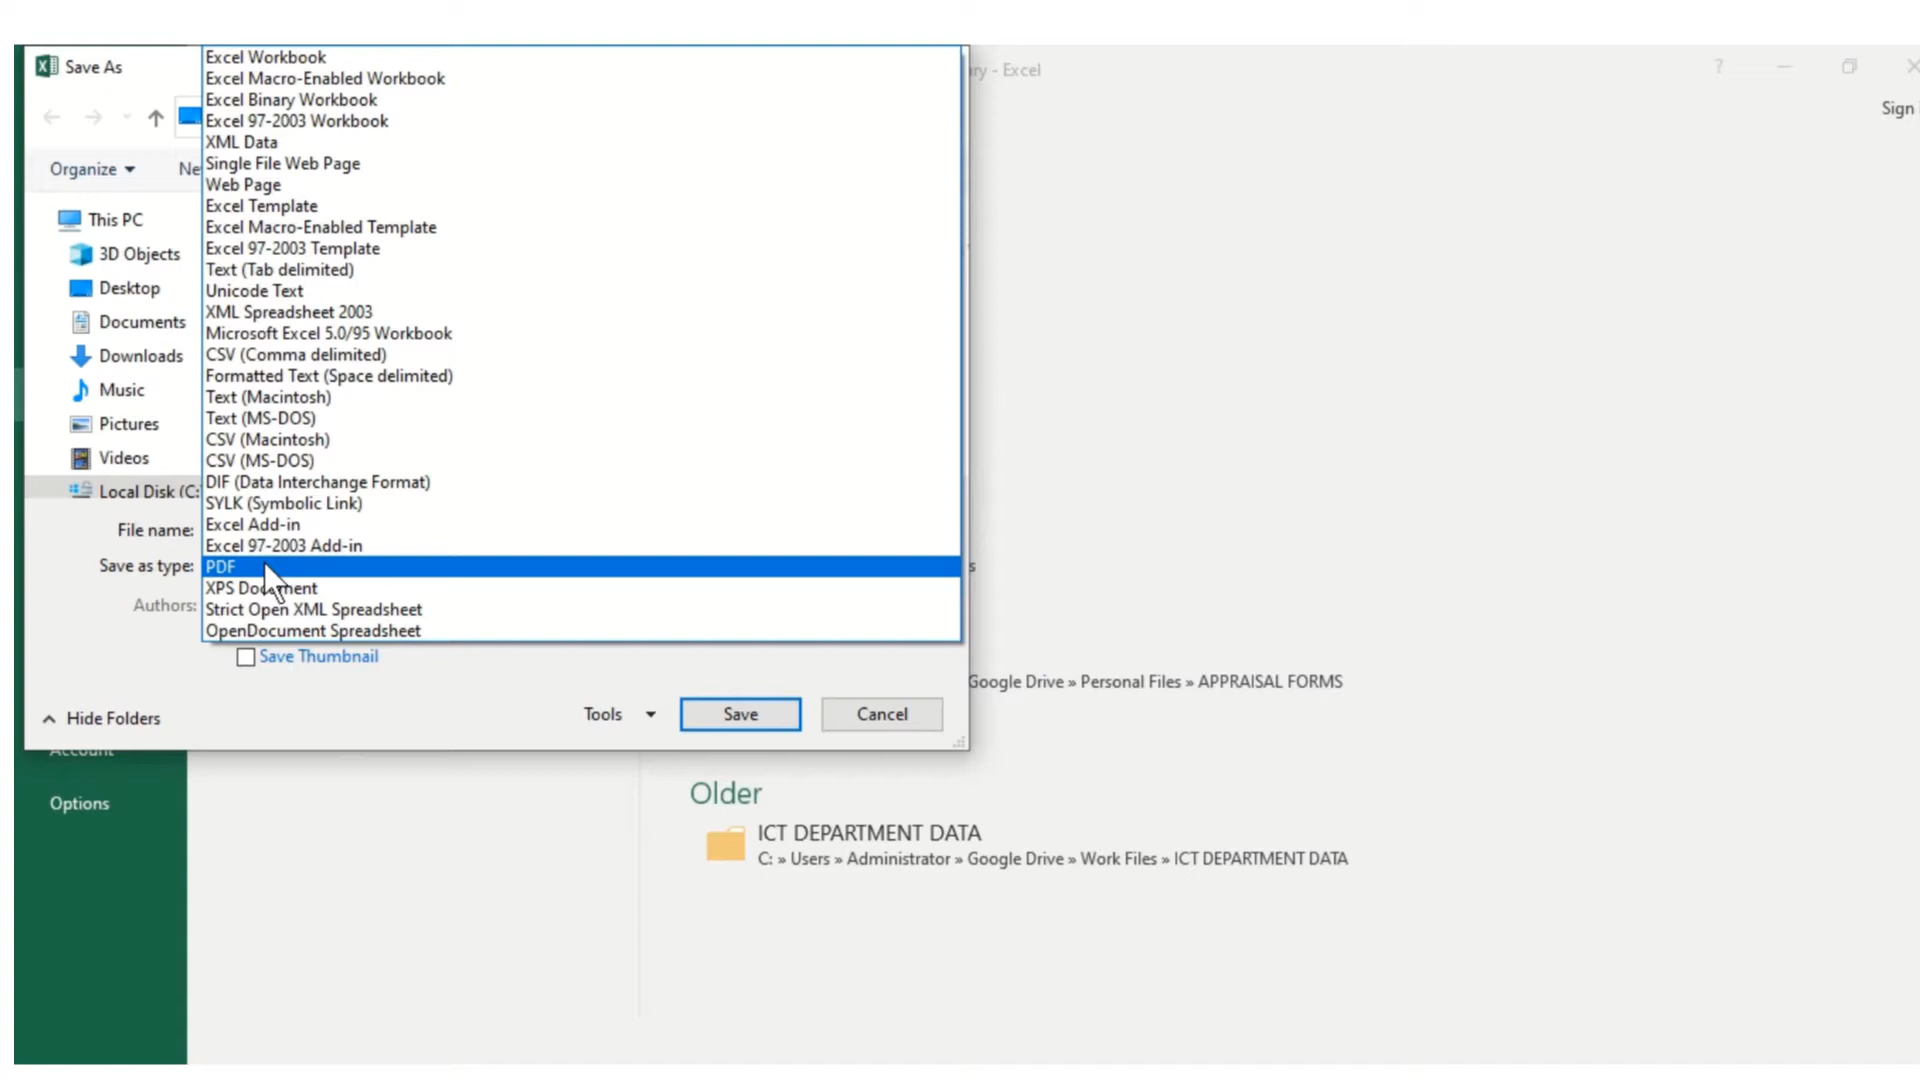 Save As
ry - Excel
?
Sign
Organize
Ne
Excel Workbook
Excel Macro-Enabled Workbook
Excel Binary Workbook
Excel 97-2003 Workbook
XML Data
Single File Web Page
Web Page
Excel Template
Excel Macro-Enabled Template
Excel 97-2003 Template
Text (Tab delimited)
Unicode Text
XML Spreadsheet 2003
Microsoft Excel 5.0/95 Workbook
CSV (Comma delimited)
Formatted Text (Space delimited)
Text (Macintosh)
Text (MS-DOS)
CSV (Macintosh)
CSV (MS-DOS)
DIF (Data Interchange Format)
SYLK (Symbolic Link)
Excel Add-in
Excel 97-2003 Add-in
PDF
XPS Document
Strict Open XML Spreadsheet
OpenDocument Spreadsheet
This PC
3D Objects
Desktop
Documents
Downloads
Music
Pictures
Videos
Local Disk (C:
File name:
Save as type:
Authors:
s
Save Thumbnail
Hide Folders
Tools
Save
Cancel
Google Drive » Personal Files » APPRAISAL FORMS
Account
Options
Older
ICT DEPARTMENT DATA
C: » Users » Administrator » Google Drive » Work Files » ICT DEPARTMENT DATA